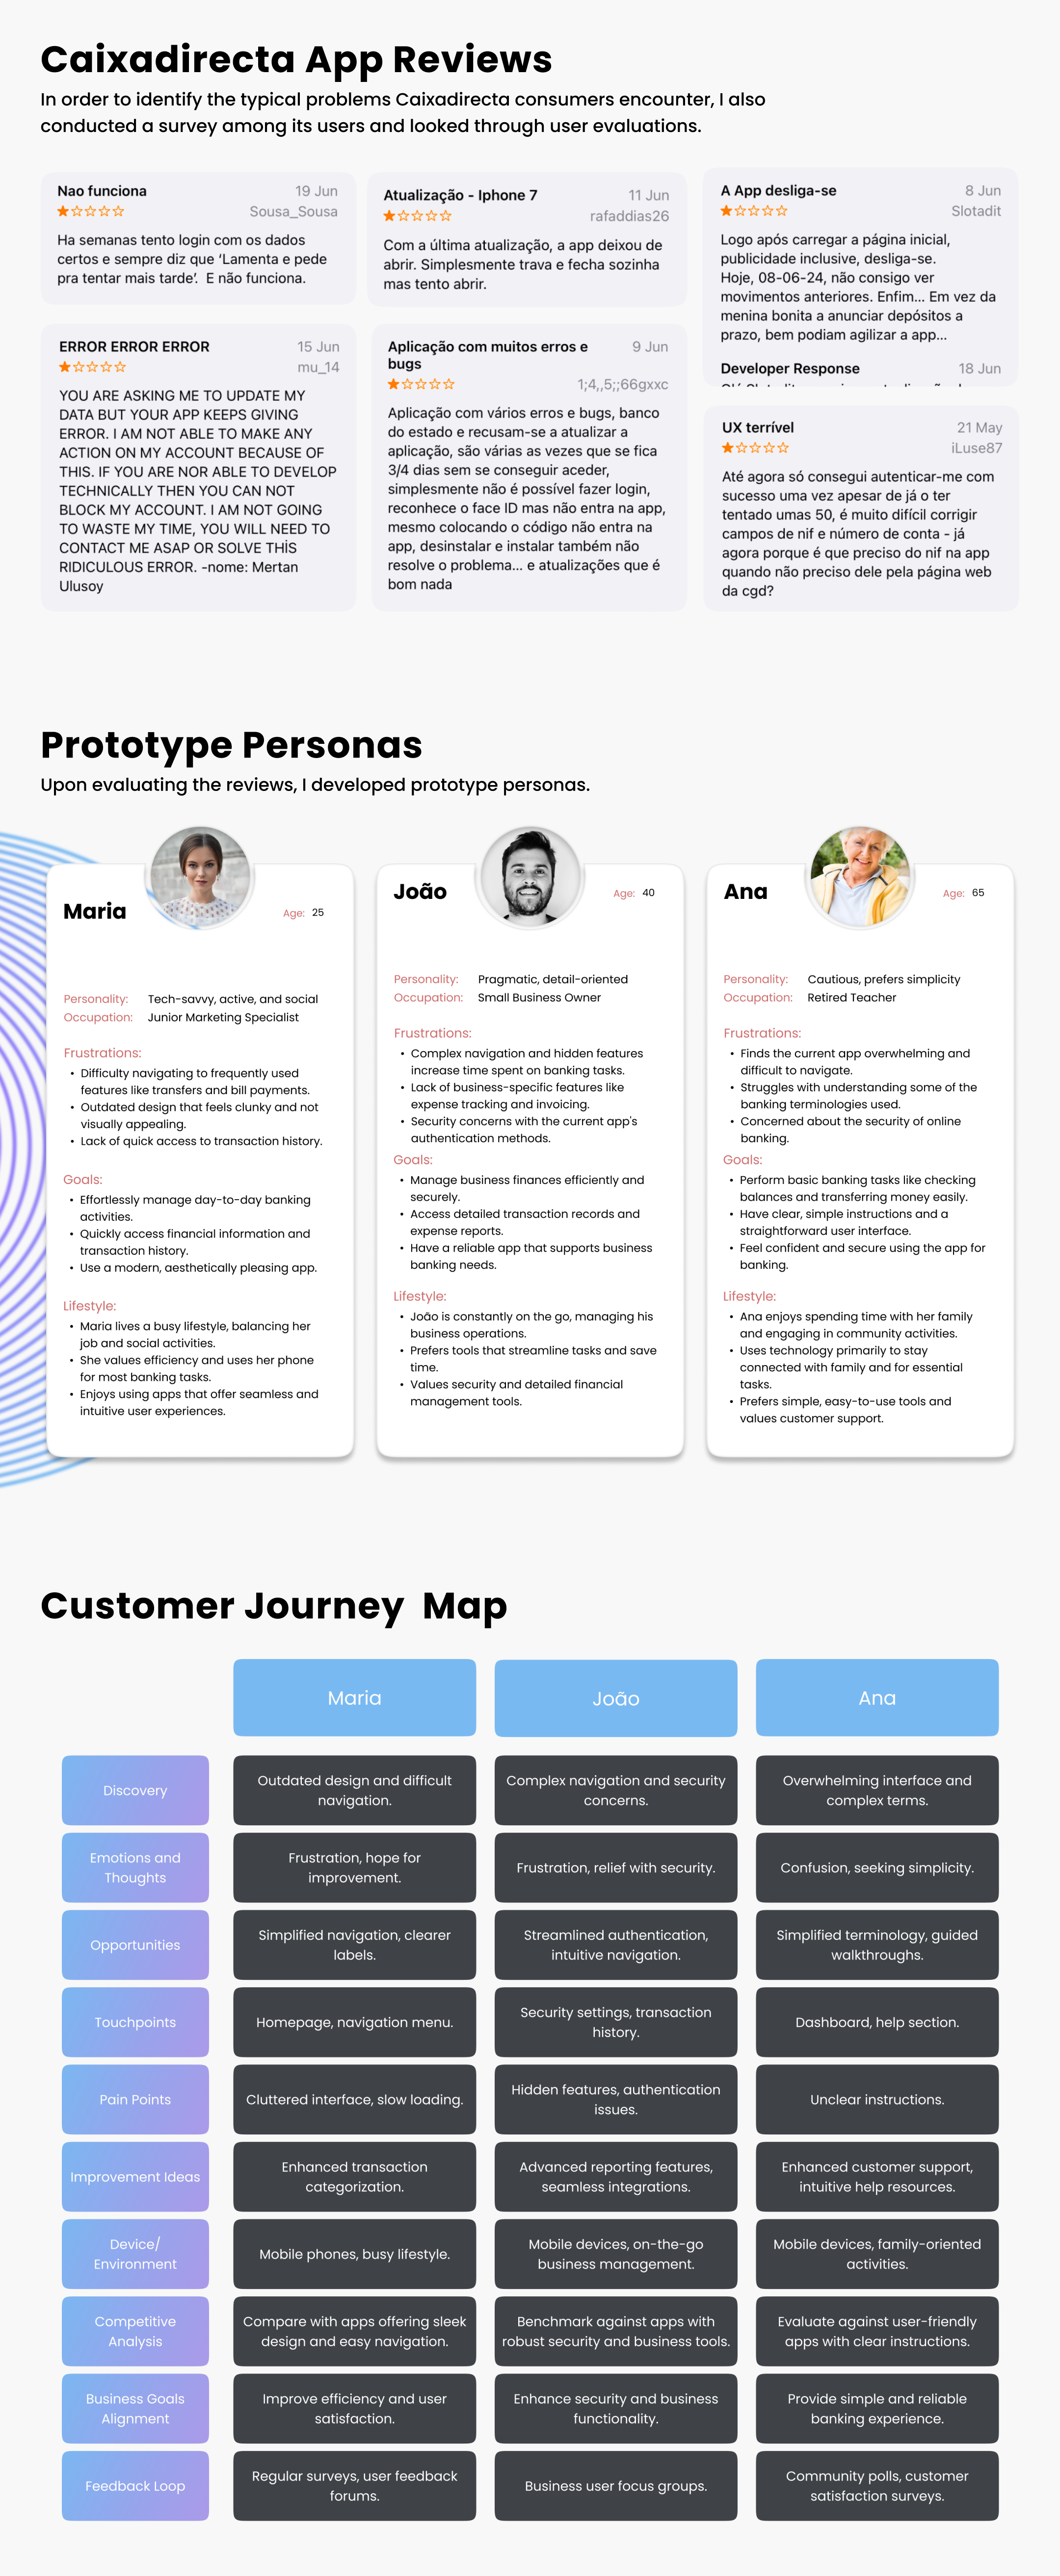 Caixadirecta App Reviews
In order to identify the typical problems Caixadirecta consumers encounter, I also
conducted a survey among its users and looked through user evaluations.
Nao funciona
19 Jun
Sousa_Sousa
Ha semanas tento login com os dados
certos e sempre diz que ‘Lamenta e pede
pra tentar mais tarde’.  E não funciona.
Atualização - Iphone 7
11 Jun
rafaddias26
Com a última atualização, a app deixou de
abrir. Simplesmente trava e fecha sozinha
mas tento abrir.
A App desliga-se
8 Jun
Slotadit
Logo após carregar a página inicial,
publicidade inclusive, desliga-se.
Hoje, 08-06-24, não consigo ver
movimentos anteriores. Enfim... Em vez da
menina bonita a anunciar depósitos a
prazo, bem podiam agilizar a app...
Developer Response
18 Jun
ERROR ERROR ERROR
15 Jun
mu_14
YOU ARE ASKING ME TO UPDATE MY
DATA BUT YOUR APP KEEPS GIVING
ERROR. I AM NOT ABLE TO MAKE ANY
ACTION ON MY ACCOUNT BECAUSE OF
THIS. IF YOU ARE NOR ABLE TO DEVELOP
TECHNICALLY THEN YOU CAN NOT
BLOCK MY ACCOUNT. I AM NOT GOING
TO WASTE MY TIME, YOU WILL NEED TO
CONTACT ME ASAP OR SOLVE THİS
RIDICULOUS ERROR. -nome: Mertan
Ulusoy
Aplicação com muitos erros e
bugs
9 Jun
1;4,,5;;66gxxc
Aplicação com vários erros e bugs, banco
do estado e recusam-se a atualizar a
aplicação, são várias as vezes que se fica
3/4 dias sem se conseguir aceder,
simplesmente não é possível fazer login,
reconhece o face ID mas não entra na app,
mesmo colocando o código não entra na
app, desinstalar e instalar também não
resolve o problema... e atualizações que é
bom nada
UX terrível
21 May
iLuse87
Até agora só consegui autenticar-me com
sucesso uma vez apesar de já o ter
tentado umas 50, é muito difícil corrigir
campos de nif e número de conta - já
agora porque é que preciso do nif na app
quando não preciso dele pela página web
da cgd?
Prototype Personas
Upon evaluating the reviews, I developed prototype personas.
Maria
Age: 25
Personality: Tech-savvy, active, and social
Occupation: Junior Marketing Specialist
Frustrations:
• Difficulty navigating to frequently used
features like transfers and bill payments.
• Outdated design that feels clunky and not
visually appealing.
• Lack of quick access to transaction history.
Goals:
• Effortlessly manage day-to-day banking
activities.
• Quickly access financial information and
transaction history.
• Use a modern, aesthetically pleasing app.
Lifestyle:
• Maria lives a busy lifestyle, balancing her
job and social activities.
• She values efficiency and uses her phone
for most banking tasks.
• Enjoys using apps that offer seamless and
intuitive user experiences.
João
Age: 40
Personality: Pragmatic, detail-oriented
Occupation: Small Business Owner
Frustrations:
• Complex navigation and hidden features
increase time spent on banking tasks.
• Lack of business-specific features like
expense tracking and invoicing.
• Security concerns with the current app's
authentication methods.
Goals:
• Manage business finances efficiently and
securely.
• Access detailed transaction records and
expense reports.
• Have a reliable app that supports business
banking needs.
Lifestyle:
• João is constantly on the go, managing his
business operations.
• Prefers tools that streamline tasks and save
time.
• Values security and detailed financial
management tools.
Ana
Age: 65
Personality: Cautious, prefers simplicity
Occupation: Retired Teacher
Frustrations:
• Finds the current app overwhelming and
difficult to navigate.
• Struggles with understanding some of the
banking terminologies used.
• Concerned about the security of online
banking.
Goals:
• Perform basic banking tasks like checking
balances and transferring money easily.
• Have clear, simple instructions and a
straightforward user interface.
• Feel confident and secure using the app for
banking.
Lifestyle:
• Ana enjoys spending time with her family
and engaging in community activities.
• Uses technology primarily to stay
connected with family and for essential
tasks.
• Prefers simple, easy-to-use tools and
values customer support.
Customer Journey  Map
Maria
João
Ana
Discovery
Outdated design and difficult
navigation.
Complex navigation and security
concerns.
Overwhelming interface and
complex terms.
Emotions and
Thoughts
Frustration, hope for
improvement.
Frustration, relief with security.
Confusion, seeking simplicity.
Opportunities
Simplified navigation, clearer
labels.
Streamlined authentication,
intuitive navigation.
Simplified terminology, guided
walkthroughs.
Touchpoints
Homepage, navigation menu.
Security settings, transaction
history.
Dashboard, help section.
Pain Points
Cluttered interface, slow loading.
Hidden features, authentication
issues.
Unclear instructions.
Improvement Ideas
Enhanced transaction
categorization.
Advanced reporting features,
seamless integrations.
Enhanced customer support,
intuitive help resources.
Device/
Environment
Mobile phones, busy lifestyle.
Mobile devices, on-the-go
business management.
Mobile devices, family-oriented
activities.
Competitive
Analysis
Compare with apps offering sleek
design and easy navigation.
Benchmark against apps with
robust security and business tools.
Evaluate against user-friendly
apps with clear instructions.
Business Goals
Alignment
Improve efficiency and user
satisfaction.
Enhance security and business
functionality.
Provide simple and reliable
banking experience.
Feedback Loop
Regular surveys, user feedback
forums.
Business user focus groups.
Community polls, customer
satisfaction surveys.